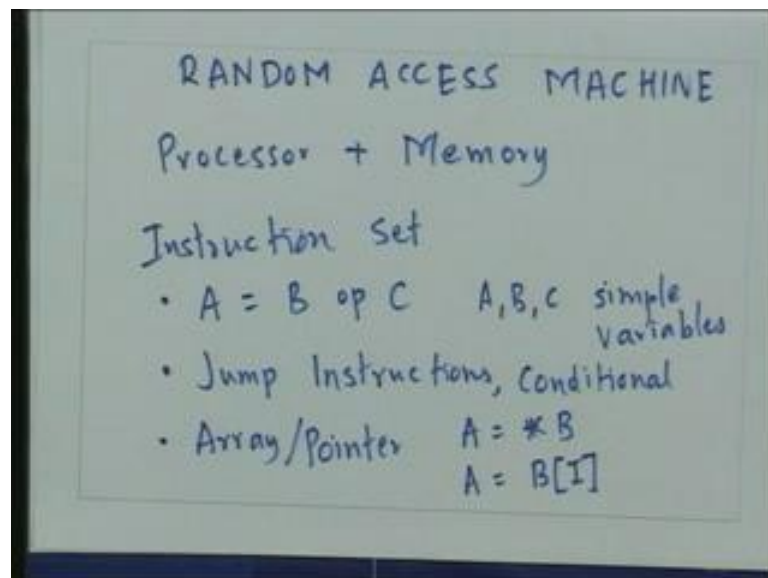 RANDOM ACCESS MACHINE
Processor + Memory
Instruction Set
• A = B op C A,B,C simple variables
• Jump Instructions, Conditional
• Array/Pointer A = *B
A = B[I]